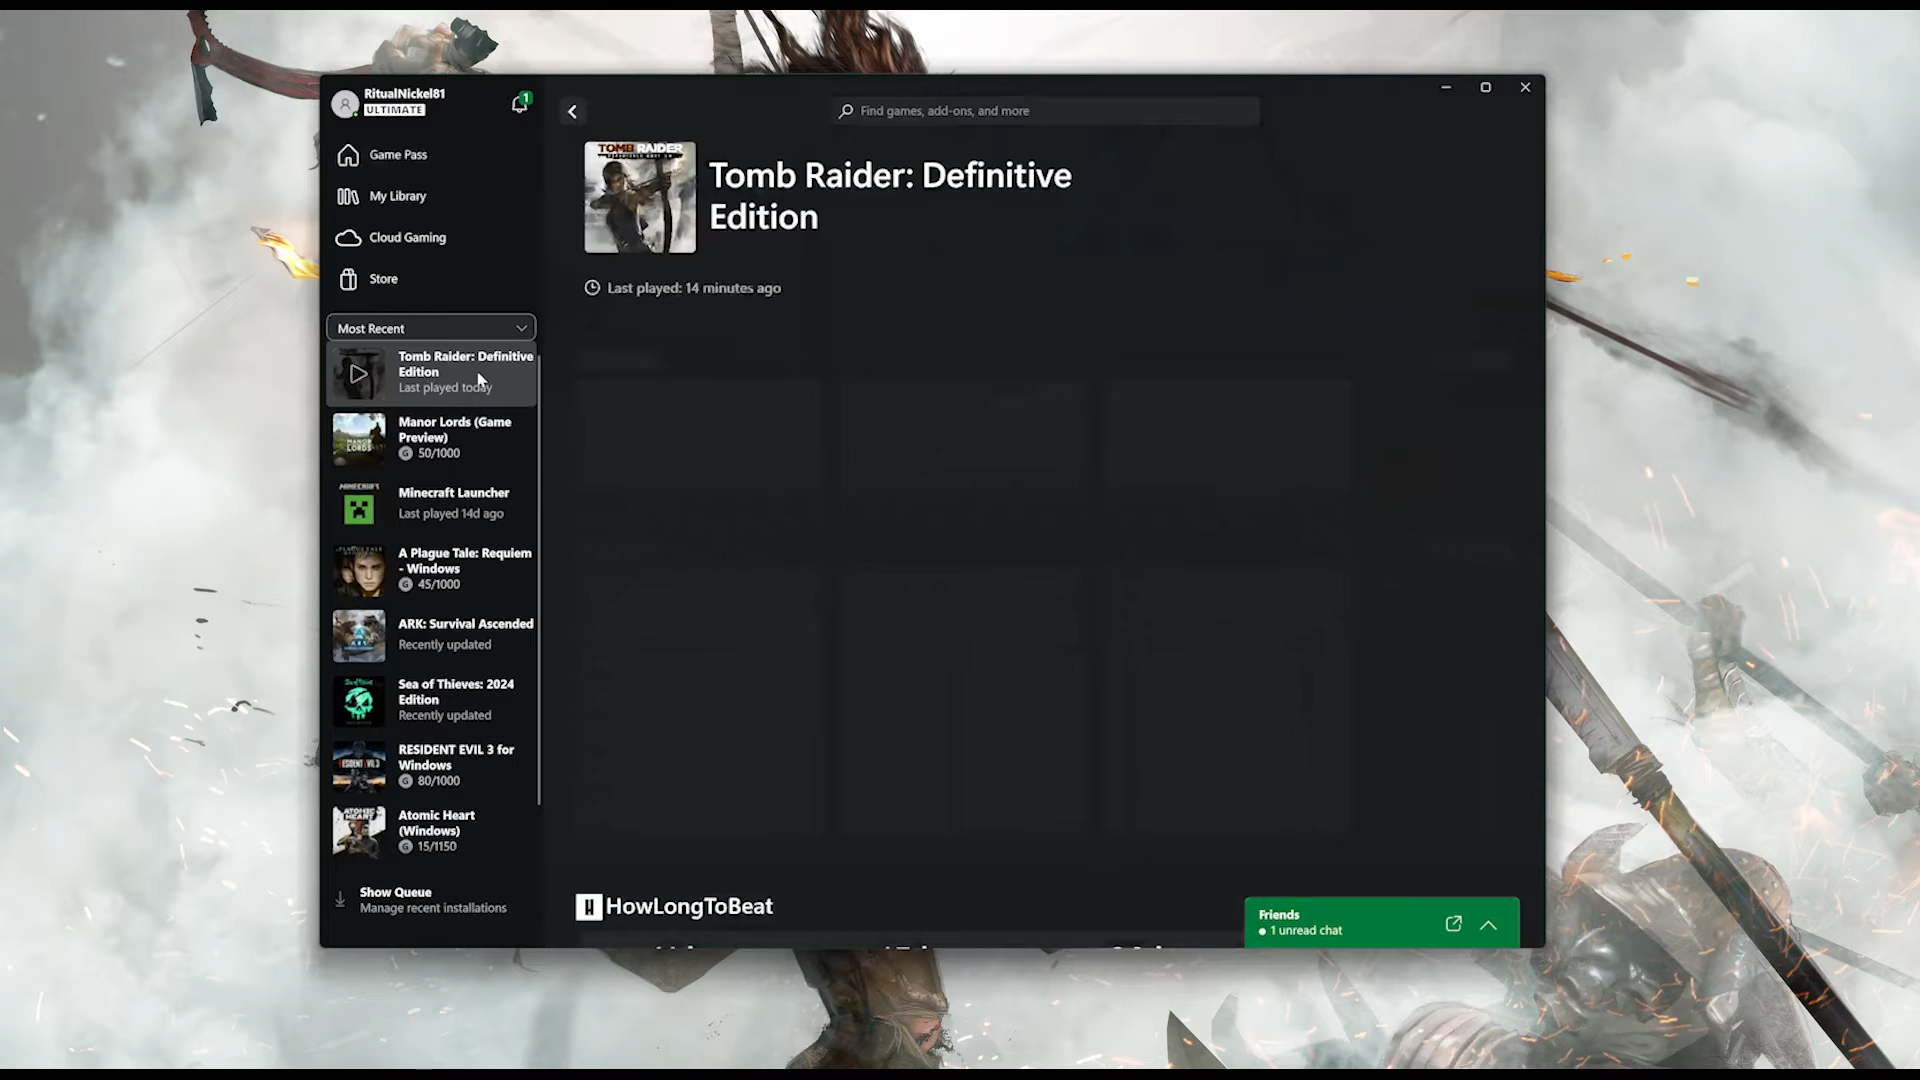 RitualNickel81
ULTIMATE
1
Game Pass
My Library
Cloud Gaming
Store
Most Recent
Tomb Raider: Definitive
Edition
Last played today
Manor Lords (Game
Preview)
50/1000
Minecraft Launcher
Last played 14d ago
A Plague Tale: Requiem
- Windows
45/1000
ARK: Survival Ascended
Recently updated
Sea of Thieves: 2024
Edition
Recently updated
RESIDENT EVIL 3 for
Windows
80/1000
Atomic Heart
(Windows)
15/1150
Show Queue
Manage recent installations
Find games, add-ons, and more
TOMB RAIDER
Tomb Raider: Definitive
Edition
Last played: 14 minutes ago
HowLongToBeat
Friends
1 unread chat